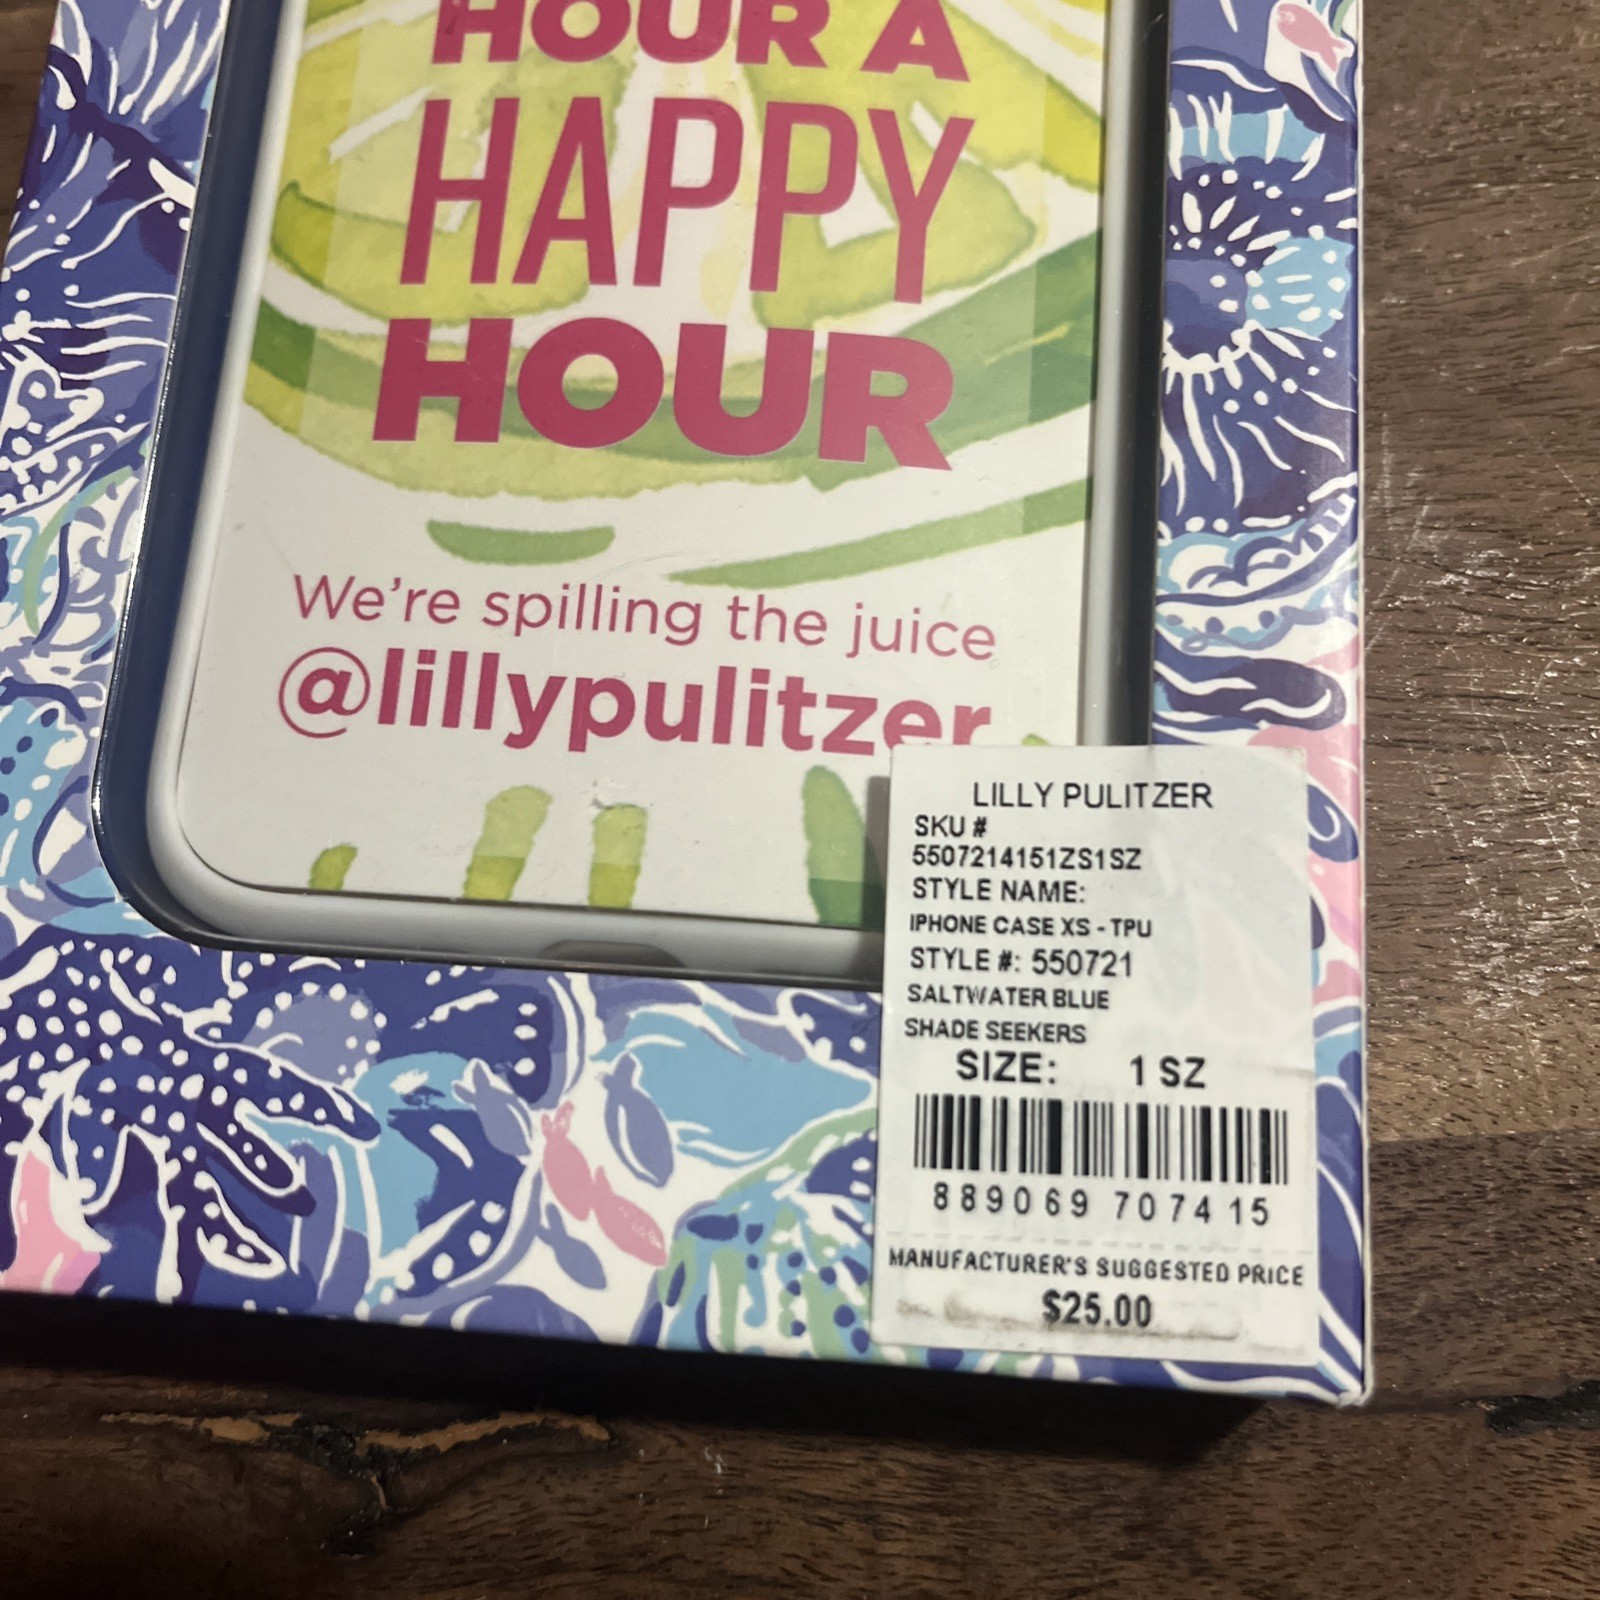 HOUR A
HAPPY
HOUR
We're spilling the juice
@lillypulitzer
LILLY PULITZER
SKU #
5507214151ZS1SZ
STYLE NAME:
IPHONE CASE XS - TPU
STYLE #: 550721
SALTWATER BLUE
SHADE SEEKERS
SIZE: 1 SZ
889069 707415
MANUFACTURER'S SUGGESTED PRICE
$25.00